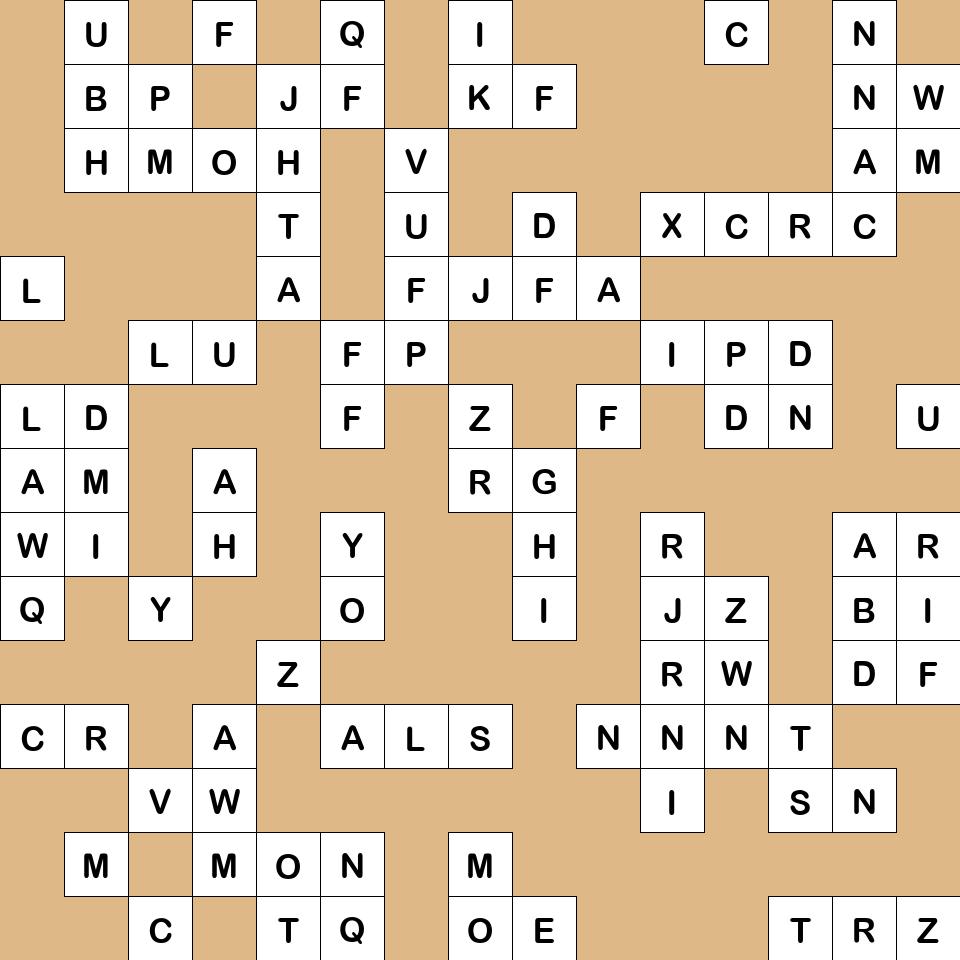 U F Q I C N
B P J F K F N W
H M O H V A M
T U D X C R C
L A F J F A
L U F P I P D
L D F Z F D N U
A M A R G
W I H Y H R A R
Q Y O I J Z B I
Z R W D F
C R A A L S N N N T
V W I S N
M M O N M
C T Q O E T R Z